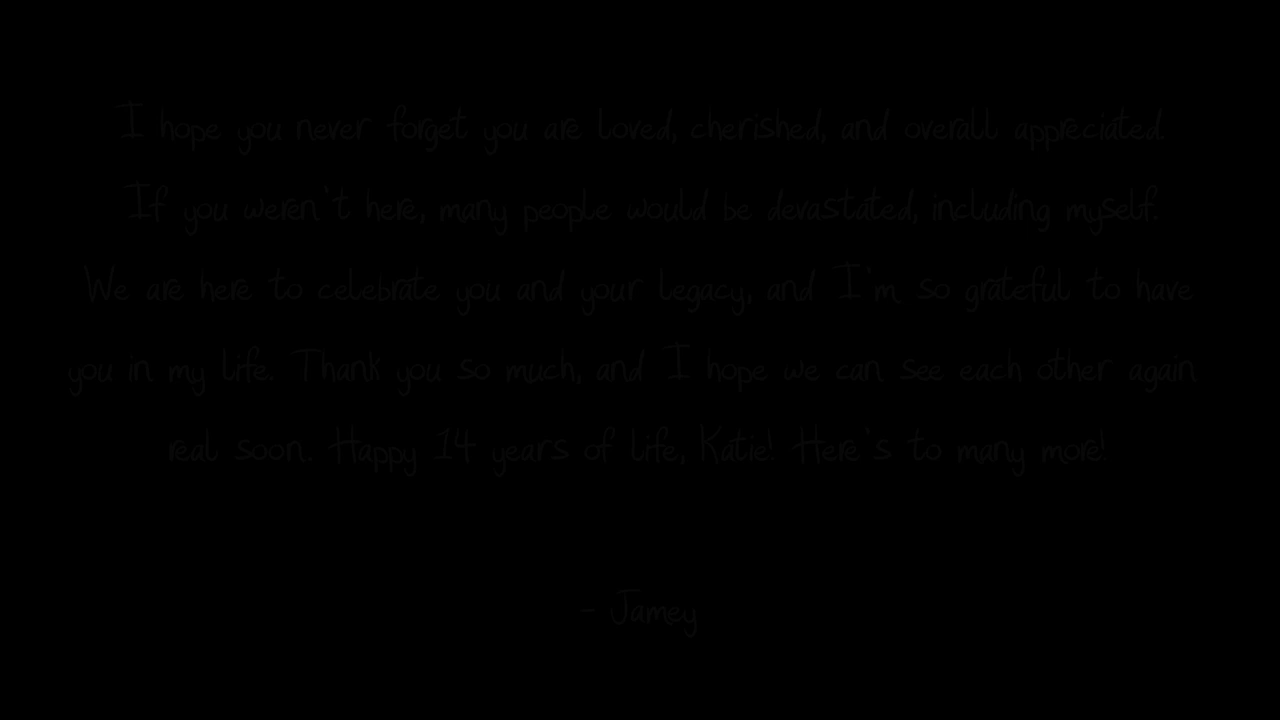 I hope you never forget you are loved, cherished, and overall appreciated.
If you weren't here, many people would be devastated, including myself.
We are here to celebrate you and your legacy, and I'm so grateful to have
you in my life. Thank you so much, and I hope we can see each other again
real soon. Happy 14 years of life, Katie! Here's to many more!
- Jamey